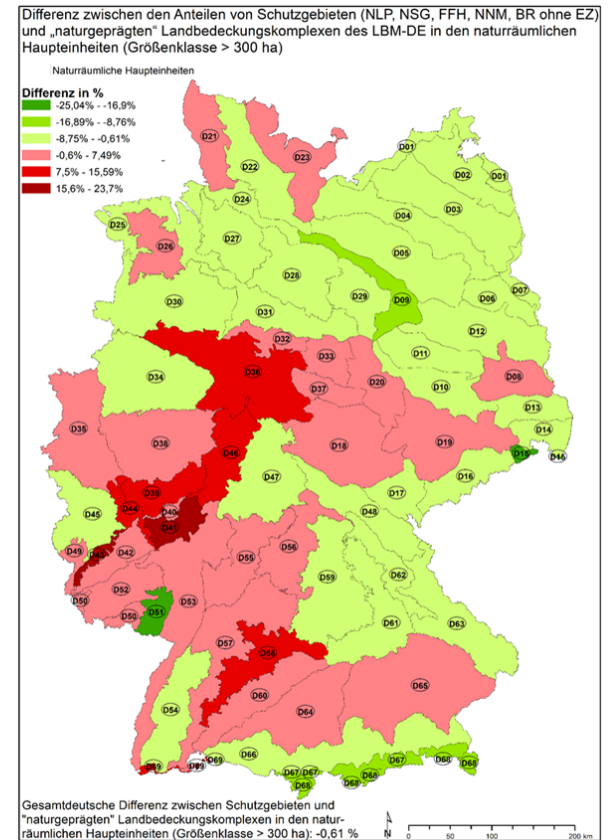 Differenz zwischen den Anteilen von Schutzgebieten (NLP, NSG, FFH, NNM, BR ohne EZ)
und „naturgeprägten“ Landbedeckungskomplexen des LBM-DE in den naturräumlichen
Haupteinheiten (Größenklasse > 300 ha)
Naturräumliche Haupteinheiten
Differenz in %
-25,04% - -16,9%
-16,89% - -8,76%
-8,75% - -0,61%
-0,6% - 7,49%
7,5% - 15,59%
15,6% - 23,7%
D21
D23
D22
D01
D02
D01
D24
D03
D04
D25
D26
D27
D05
D28
D29
D09
D06
D07
D30
D31
D12
D32
D11
D33
D34
D36
D37
D20
D08
D10
D13
D35
D38
D46
D18
D19
D14
D15
D16
D47
D16
D39
D17
D45
D44
D40
D41
D48
D49
D43
D42
D55
D56
D59
D62
D50
D52
D50
D51
D53
D61
D63
D57
D58
D60
D65
D54
D64
D69
D69
D69
D66
D67
D67
D68
D68
D68
D67
D68
D68
Gesamtdeutsche Differenz zwischen Schutzgebieten und
"naturgeprägten" Landbedeckungskomplexen in den natur-
räumlichen Haupteinheiten (Größenklasse > 300 ha): -0,61 %
N
0 50 100 200 km